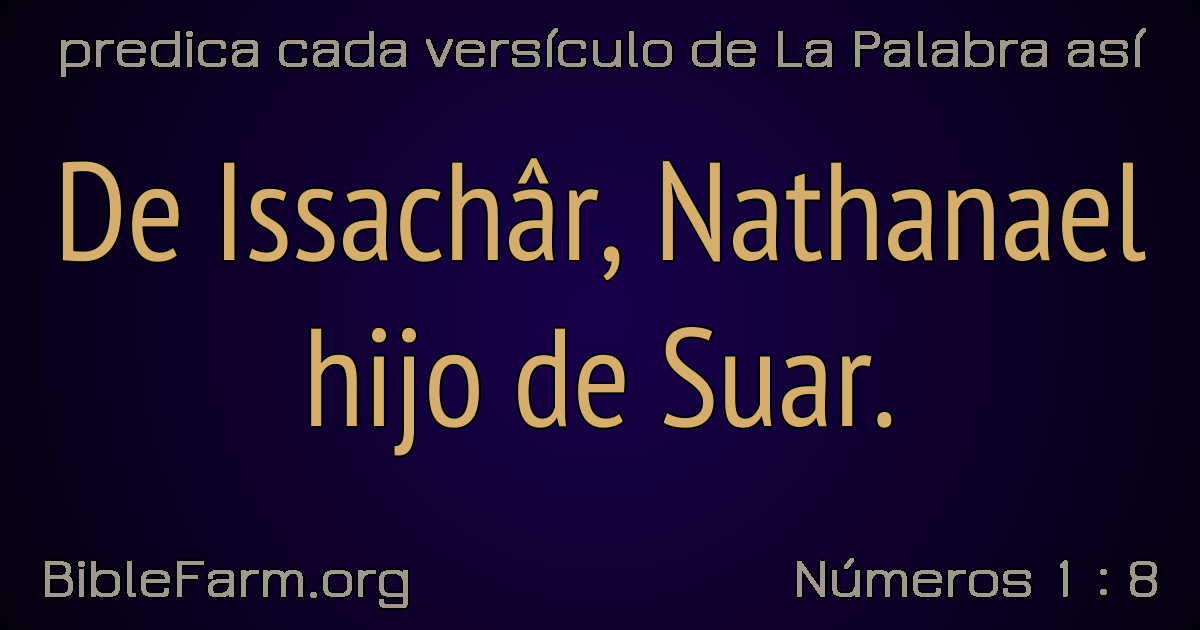 predica cada versículo de La Palabra así
De Issachâr, Nathanael
hijo de Suar.
BibleFarm.org
Números 1 : 8